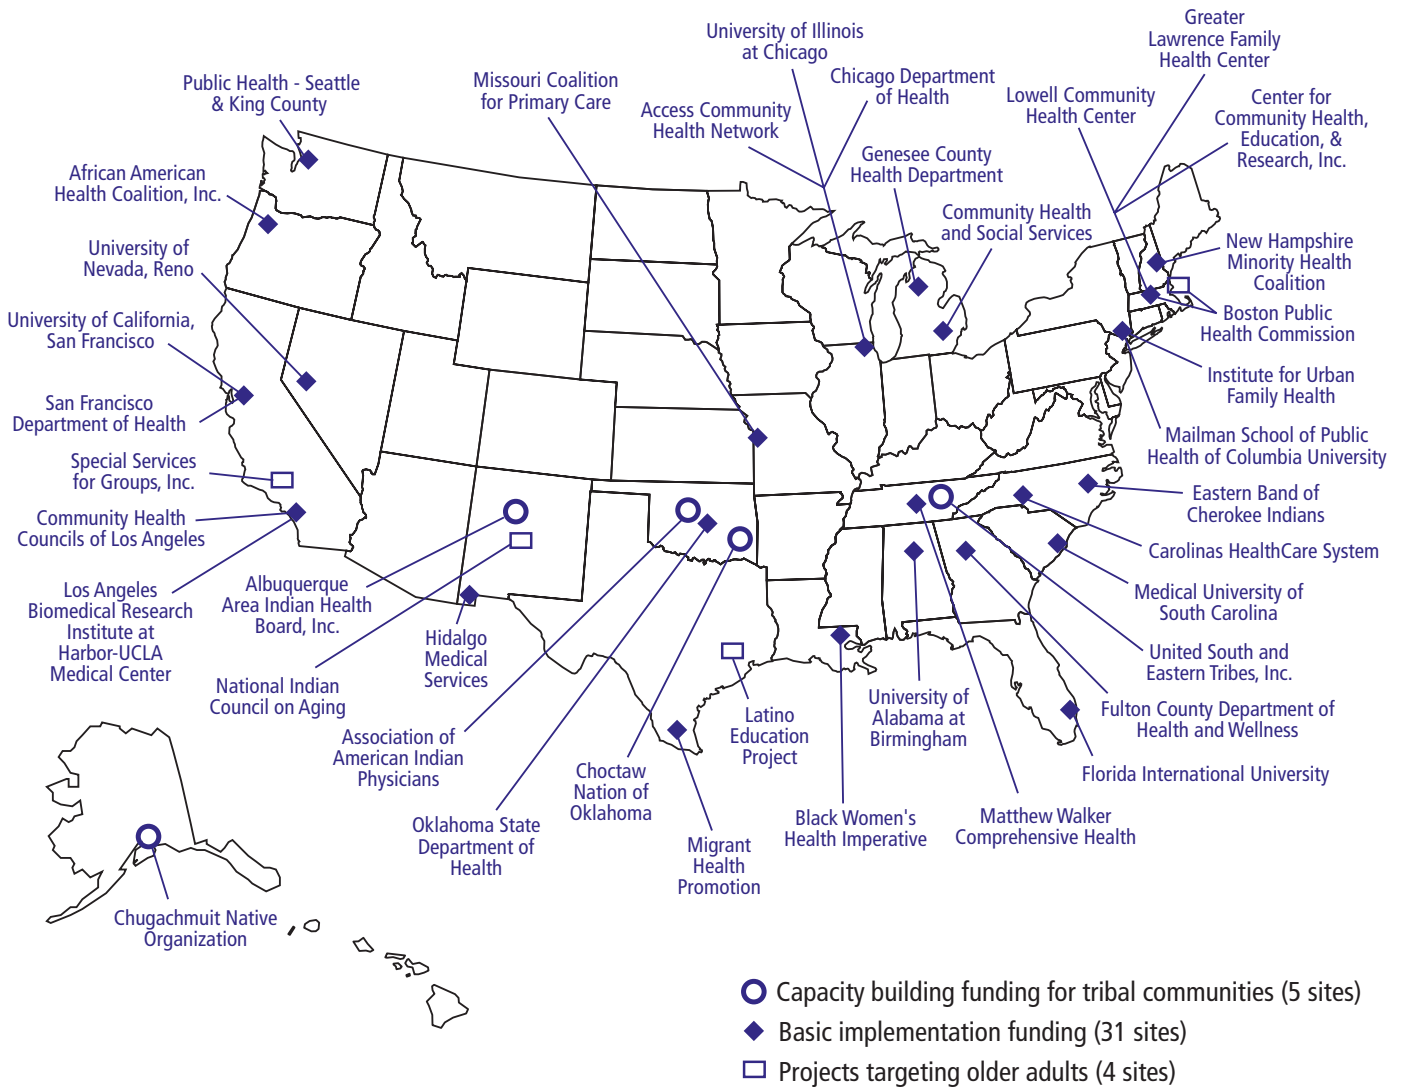 Greater
Lawrence Family
Health Center
University of Illinois
at Chicago
Chicago Department
of Health
Missouri Coalition
for Primary Care
Public Health - Seattle
& King County
Access Community
Health Network
Lowell Community
Health Center
Center for
Community Health,
Education, &
Research, Inc.
Genesee County
Health Department
African American
Health Coalition, Inc.
Community Health
and Social Services
University of
Nevada, Reno
New Hampshire
Minority Health
Coalition
University of California,
San Francisco
Boston Public
Health Commission
San Francisco
Department of Health
Institute for Urban
Family Health
Special Services
for Groups, Inc.
Mailman School of Public
Health of Columbia University
Community Health
Councils of Los Angeles
Eastern Band of
Cherokee Indians
Carolinas HealthCare System
Los Angeles
Biomedical Research
Institute at
Harbor-UCLA
Medical Center
Albuquerque
Area Indian Health
Board, Inc.
Medical University of
South Carolina
Hidalgo
Medical
Services
United South and
Eastern Tribes, Inc.
National Indian
Council on Aging
University of
Alabama at
Birmingham
Fulton County Department of
Health and Wellness
Latino
Education
Project
Association of
American Indian
Physicians
Florida International University
Choctaw
Nation of
Oklahoma
Black Women's
Health Imperative
Matthew Walker
Comprehensive Health
Oklahoma State
Department of
Health
Migrant
Health
Promotion
Chugachmuit Native
Organization
Capacity building funding for tribal communities (5 sites)
Basic implementation funding (31 sites)
Projects targeting older adults (4 sites)